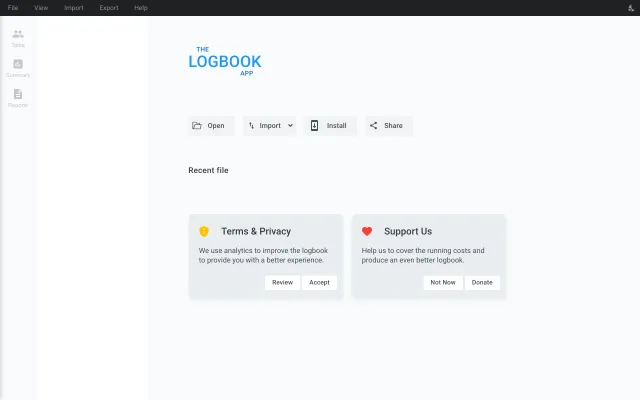 File View Import Export Help
Summary
Reports
THE
LOGBOOK
APP
Open Import Install Share
Recent file
Terms & Privacy
We use analytics to improve the logbook
to provide you with a better experience.
Review Accept
Support Us
Help us to cover the running costs and
produce an even better logbook.
Not Now Donate